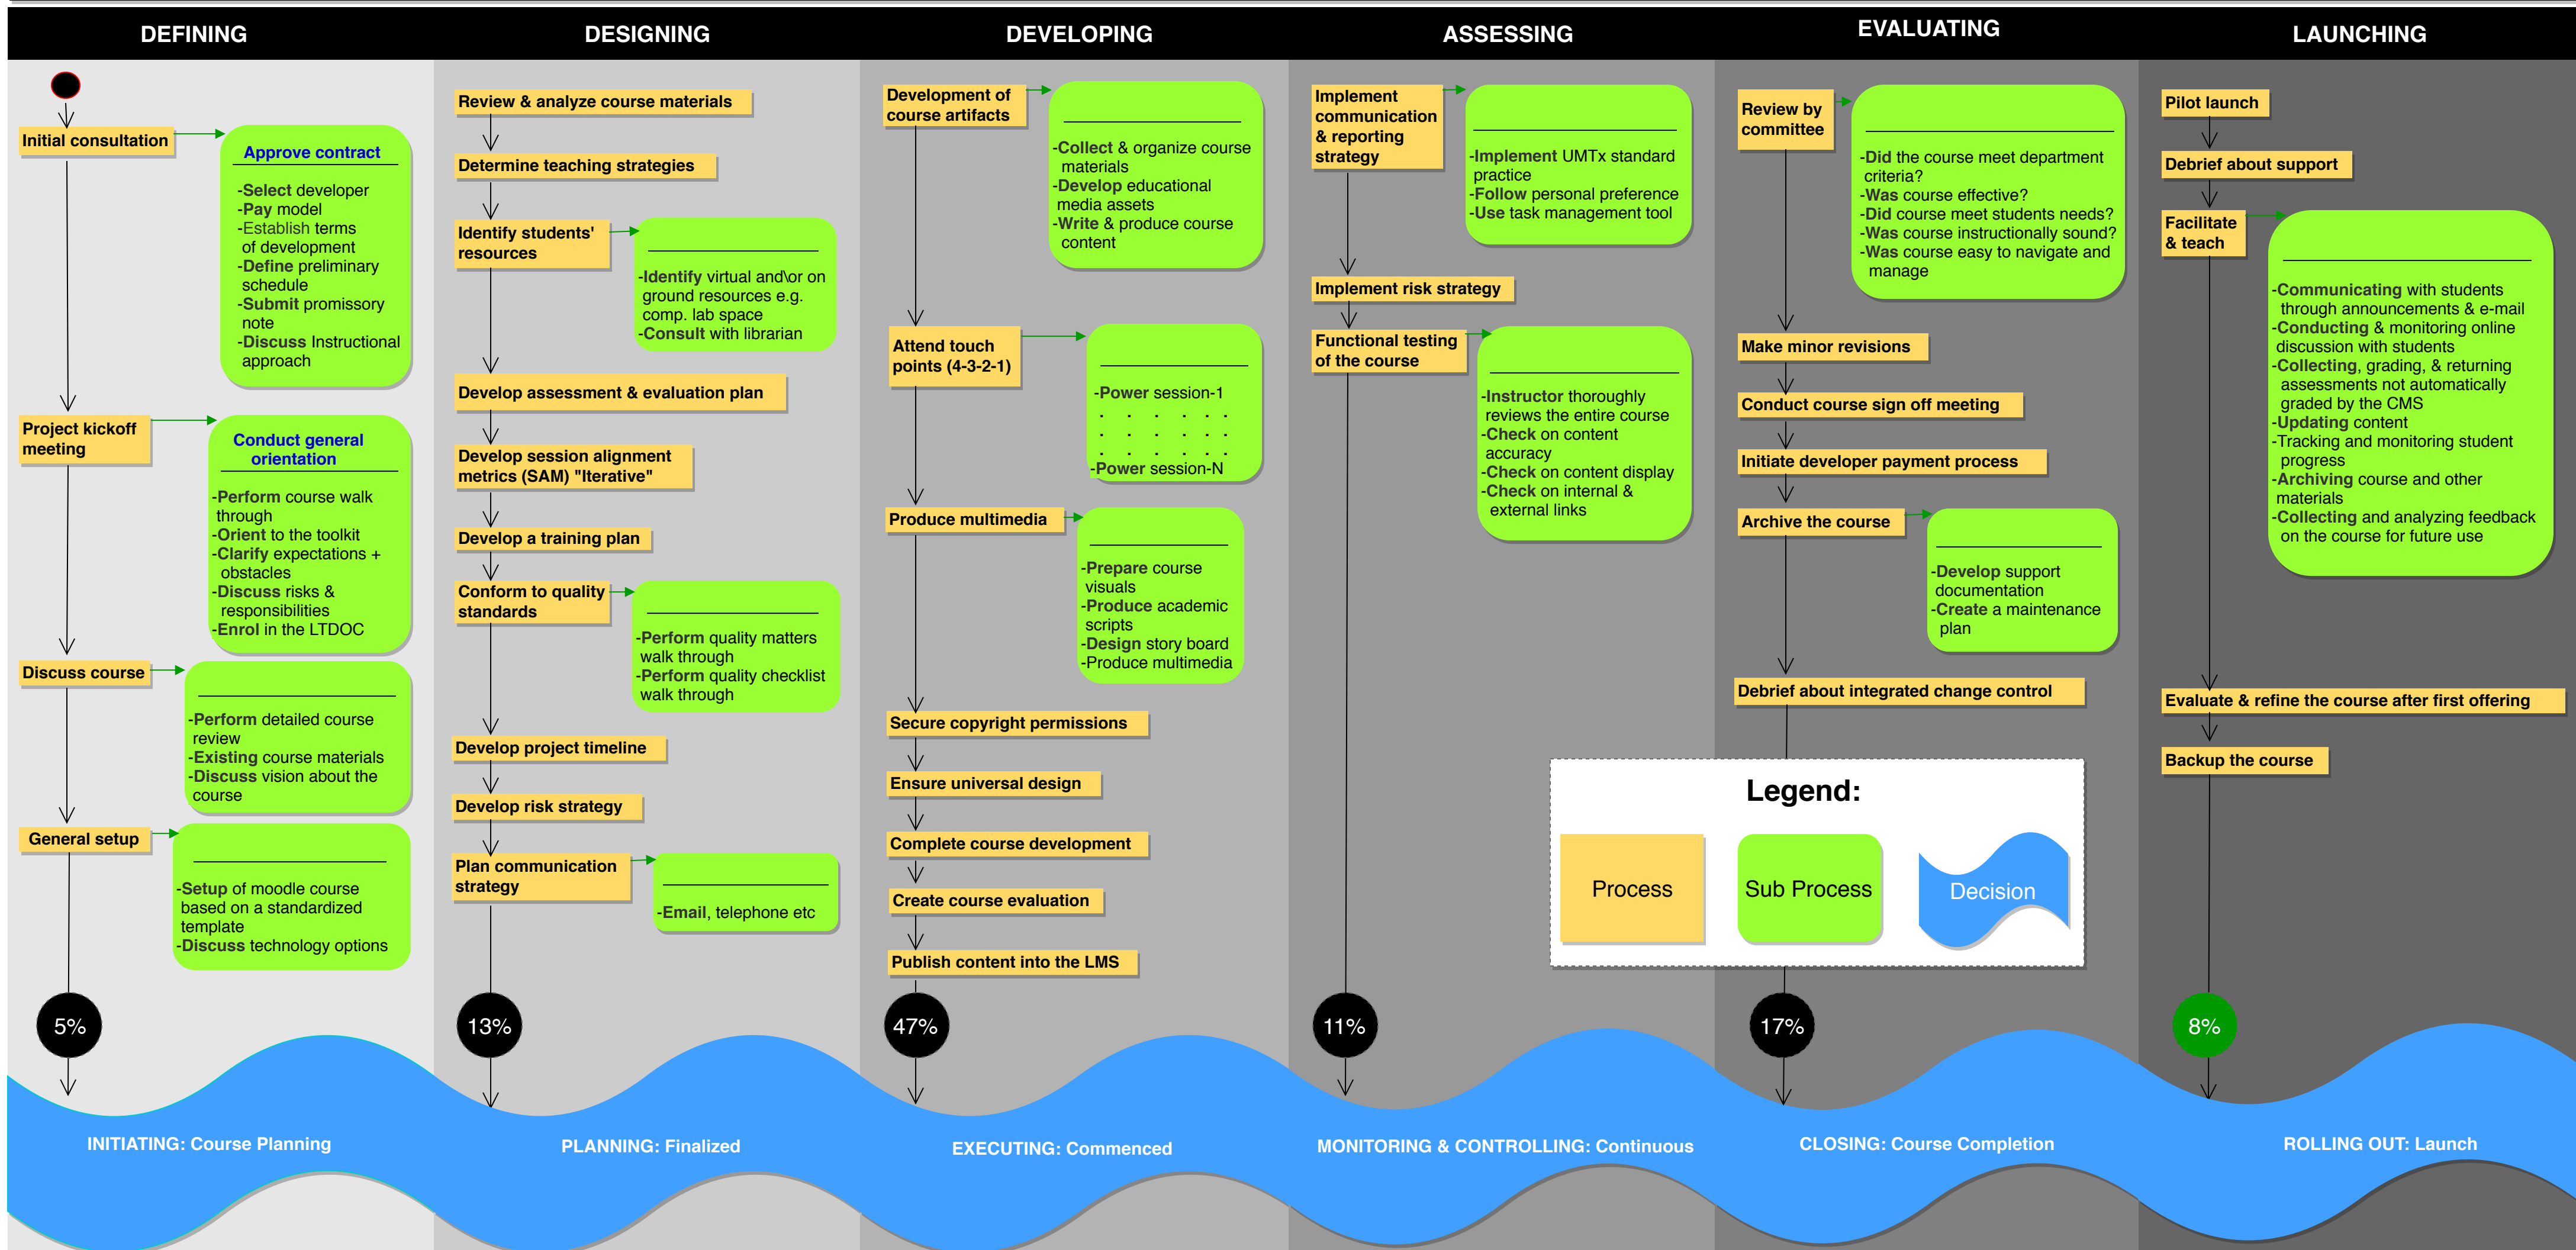 DEFINING
DESIGNING
DEVELOPING
ASSESSING
EVALUATING
LAUNCHING
Initial consultation
Approve contract
-Select developer
-Pay model
-Establish terms
of development
-Define preliminary
schedule
-Submit promissory
note
-Discuss Instructional
approach
Project kickoff
meeting
Conduct general
orientation
-Perform course walk
through
-Orient to the toolkit
-Clarify expectations +
obstacles
-Discuss risks &
responsibilities
-Enrol in the LTDOC
Discuss course
-Perform detailed course
review
-Existing course materials
-Discuss vision about the
course
General setup
-Setup of moodle course
based on a standardized
template
-Discuss technology options
5%
INITIATING: Course Planning
Review & analyze course materials
Determine teaching strategies
Identify students'
resources
-Identify virtual and\or on
ground resources e.g.
comp. lab space
-Consult with librarian
Develop assessment & evaluation plan
Develop session alignment
metrics (SAM) "Iterative"
Develop a training plan
Conform to quality
standards
-Perform quality matters
walk through
-Perform quality checklist
walk through
Develop project timeline
Develop risk strategy
Plan communication
strategy
-Email, telephone etc
13%
PLANNING: Finalized
Development of
course artifacts
-Collect & organize course
materials
-Develop educational
media assets
-Write & produce course
content
Attend touch
points (4-3-2-1)
-Power session-1
. . . . . .
. . . . . .
. . . . . .
-Power session-N
Produce multimedia
-Prepare course
visuals
-Produce academic
scripts
-Design story board
-Produce multimedia
Secure copyright permissions
Ensure universal design
Complete course development
Create course evaluation
Publish content into the LMS
47%
EXECUTING: Commenced
Implement
communication
& reporting
strategy
-Implement UMTx standard
practice
-Follow personal preference
-Use task management tool
Implement risk strategy
Functional testing
of the course
-Instructor thoroughly
reviews the entire course
-Check on content
accuracy
-Check on content display
-Check on internal &
external links
11%
MONITORING & CONTROLLING: Continuous
Review by
committee
-Did the course meet department
criteria?
-Was course effective?
-Did course meet students needs?
-Was course instructionally sound?
-Was course easy to navigate and
manage
Make minor revisions
Conduct course sign off meeting
Initiate developer payment process
Archive the course
-Develop support
documentation
-Create a maintenance
plan
Debrief about integrated change control
Legend:
Process
Sub Process
Decision
17%
CLOSING: Course Completion
Pilot launch
Debrief about support
Facilitate
& teach
-Communicating with students
through announcements & e-mail
-Conducting & monitoring online
discussion with students
-Collecting, grading, & returning
assessments not automatically
graded by the CMS
-Updating content
-Tracking and monitoring student
progress
-Archiving course and other
materials
-Collecting and analyzing feedback
on the course for future use
Evaluate & refine the course after first offering
Backup the course
8%
ROLLING OUT: Launch